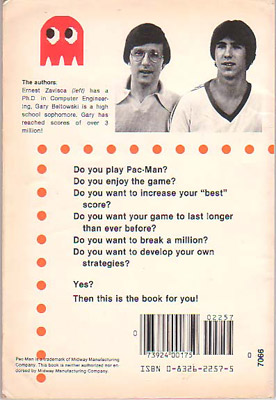 The authors:
Ernest Zavisca (left) has a
Ph.D. in Computer Engineer-
ing, Gary Beltowski is a high
school sophomore. Gary has
reached scores of over 3
million!
Do you play Pac-Man?
Do you enjoy the game?
Do you want to increase your “best”
score?
Do you want your game to last longer
than ever before?
Do you want to break a million?
Do you want to develop your own
strategies?
Yes?
Then this is the book for you!
02257
0
73924 00175
0
7066
ISBN 0-8326-2257-5
Pac-Man is a trademark of Midway Manufacturing
Company. This book is neither authorized nor en-
dorsed by Midway Manufacturing Company.